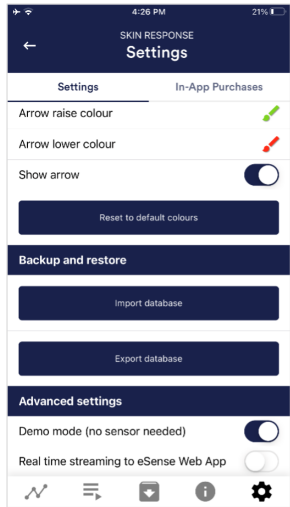 4:26 PM
21%
SKIN RESPONSE
Settings
Settings
In-App Purchases
Arrow raise colour
Arrow lower colour
Show arrow
Reset to default colours
Backup and restore
Import database
Export database
Advanced settings
Demo mode (no sensor needed)
Real time streaming to eSense Web App